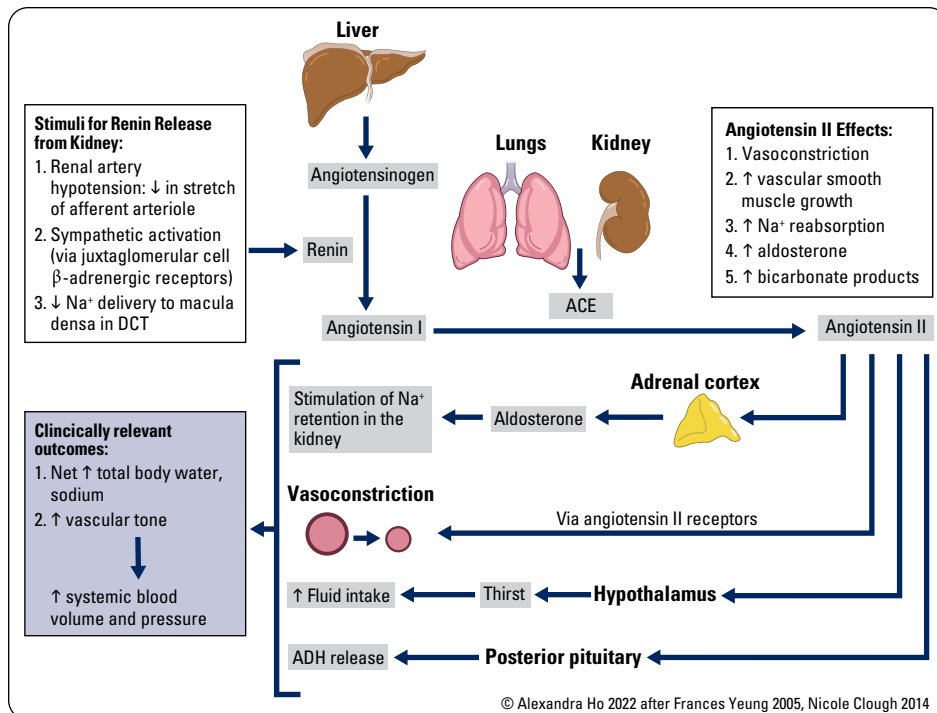 Liver
Stimuli for Renin Release
from Kidney:
1. Renal artery
hypotension: ↓ in stretch
of afferent arteriole
2. Sympathetic activation
(via juxtaglomerular cell
β-adrenergic receptors)
3. ↓ Na⁺ delivery to macula
densa in DCT
Angiotensinogen
Renin
Lungs
Kidney
ACE
Angiotensin II Effects:
1. Vasoconstriction
2. ↑ vascular smooth
muscle growth
3. ↑ Na⁺ reabsorption
4. ↑ aldosterone
5. ↑ bicarbonate products
Angiotensin I
Angiotensin II
Adrenal cortex
Aldosterone
Stimulation of Na⁺
retention in the
kidney
Clincically relevant
outcomes:
1. Net ↑ total body water,
sodium
2. ↑ vascular tone
↑ systemic blood
volume and pressure
Vasoconstriction
Via angiotensin II receptors
↑ Fluid intake
Thirst
Hypothalamus
ADH release
Posterior pituitary
© Alexandra Ho 2022 after Frances Yeung 2005, Nicole Clough 2014